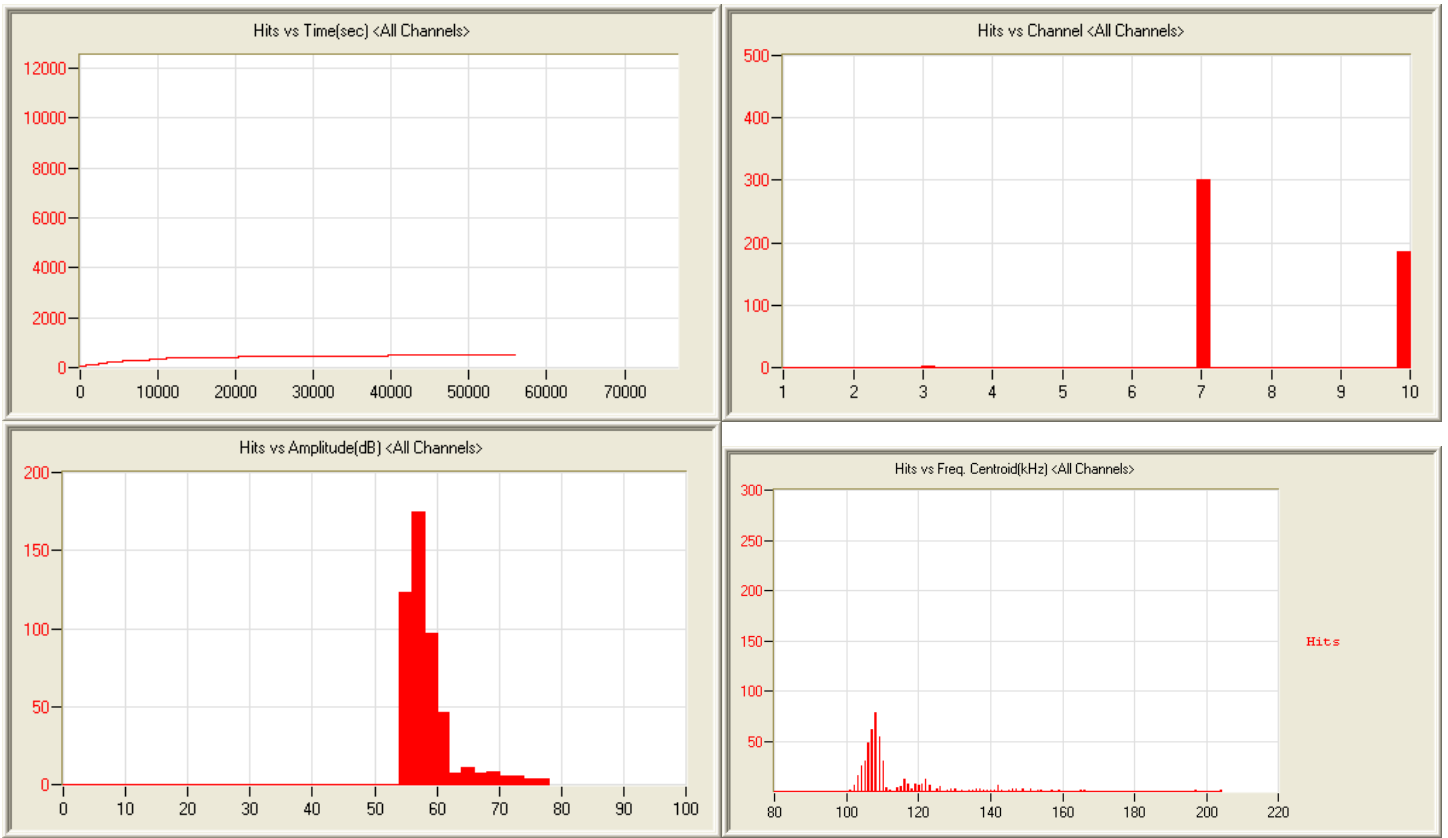 Hits vs Time(sec) <All Channels>
12000
10000
8000
6000
4000
2000
0
0 10000 20000 30000 40000 50000 60000 70000
Hits vs Channel <All Channels>
500
400
300
200
100
0
1 2 3 4 5 6 7 8 9 10
Hits vs Amplitude(dB) <All Channels>
200
150
100
50
0
0 10 20 30 40 50 60 70 80 90 100
Hits vs Freq. Centroid(kHz) <All Channels>
300
250
200
150
100
50
80 100 120 140 160 180 200 220
Hits